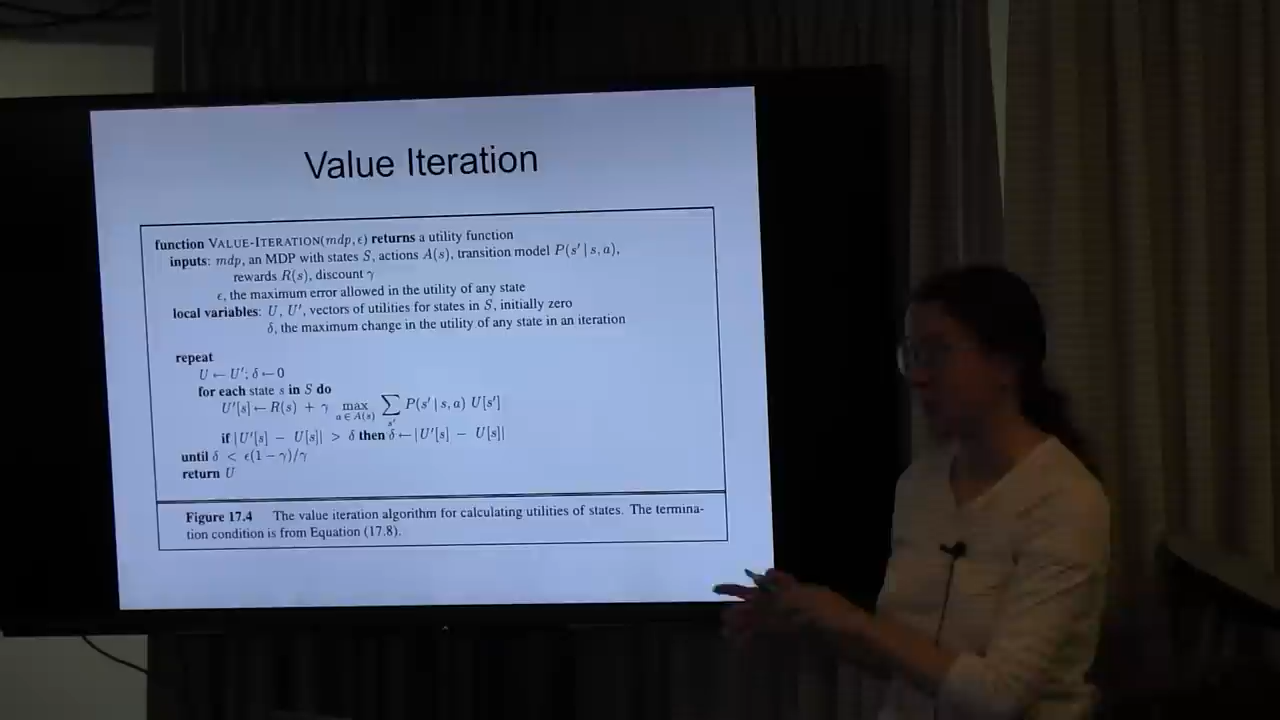 Value Iteration
function VALUE-ITERATION(mdp, ϵ) returns a utility function
inputs: mdp, an MDP with states S, actions A(s), transition model P(s′ | s, a),
rewards R(s), discount γ
ϵ, the maximum error allowed in the utility of any state
local variables: U, U′, vectors of utilities for states in S, initially zero
δ, the maximum change in the utility of any state in an iteration
repeat
U ← U′; δ ← 0
for each state s in S do
U′[s] ← R(s) + γ max a ∈ A(s) ∑ s′ P(s′ | s, a) U[s′]
if |U′[s] − U[s]| > δ then δ ← |U′[s] − U[s]|
until δ < ϵ(1 − γ)/γ
return U
Figure 17.4 The value iteration algorithm for calculating utilities of states. The termina-
tion condition is from Equation (17.8).